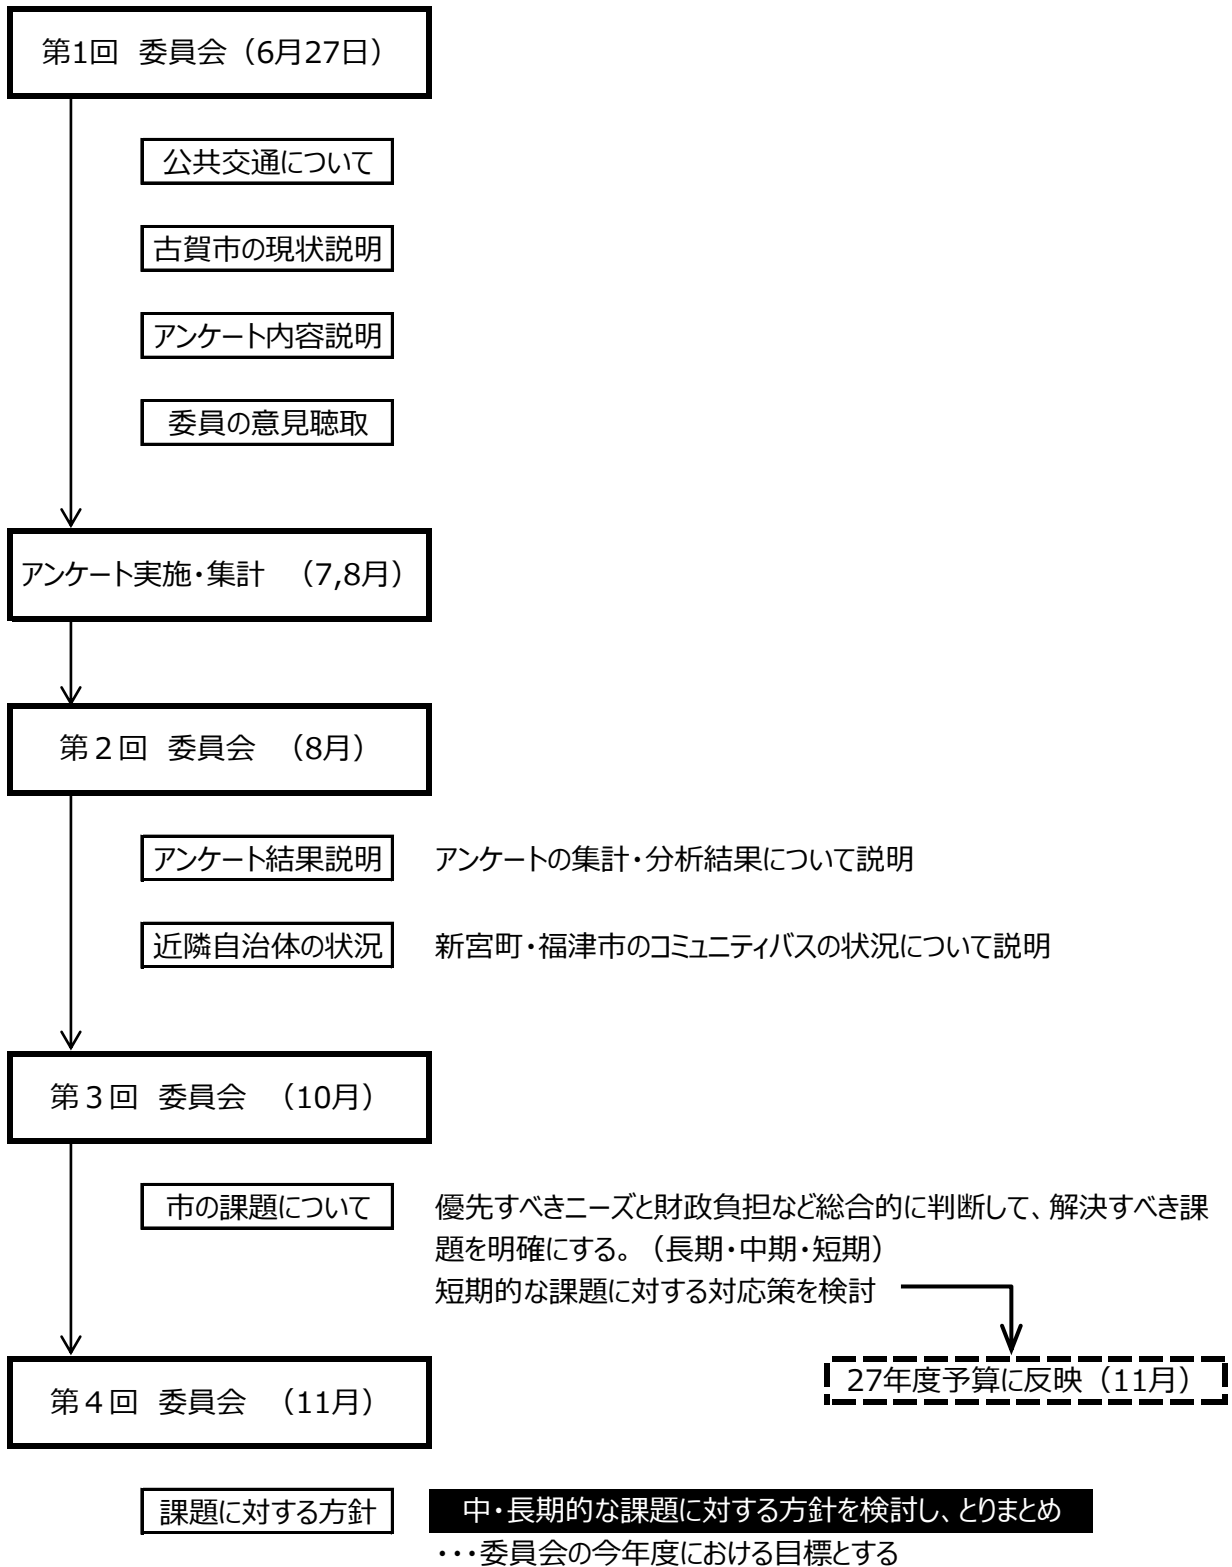 第1回 委員会（6月27日）
公共交通について
古賀市の現状説明
アンケート内容説明
委員の意見聴取
アンケート実施・集計　（7,8月）
第２回 委員会　（8月）
アンケート結果説明　アンケートの集計・分析結果について説明
近隣自治体の状況　新宮町・福津市のコミュニティバスの状況について説明
第３回 委員会　（10月）
市の課題について　優先すべきニーズと財政負担など総合的に判断して、解決すべき課
題を明確にする。（長期・中期・短期）
短期的な課題に対する対応策を検討
27年度予算に反映（11月）
第４回 委員会　（11月）
課題に対する方針　中・長期的な課題に対する方針を検討し、とりまとめ
・・・委員会の今年度における目標とする